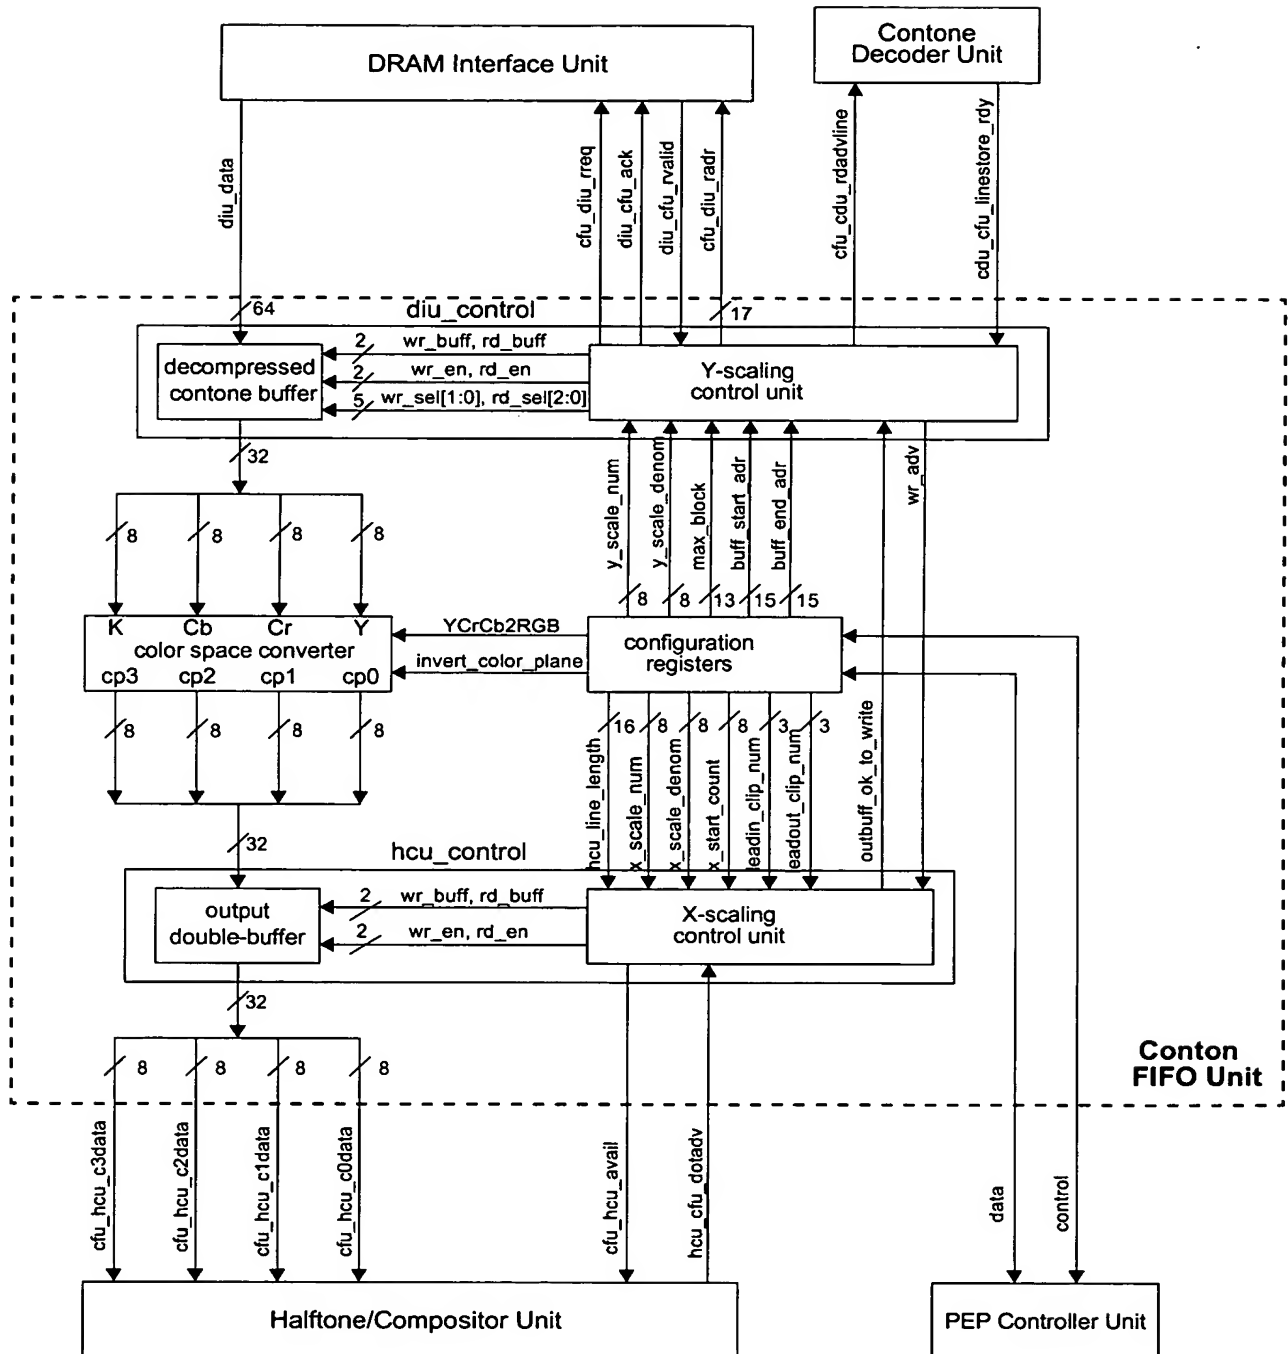 DRAM Interface Unit
Contone
Decoder Unit
diu_data
cfu_diu_rreq
diu_cfu_ack
diu_cfu_rvalid
cfu_diu_radr
cfu_cdu_rdadvline
cdu_cfu_linestore_rdy
64
diu_control
17
decompressed
contone buffer
2
wr_buff, rd_buff
2
wr_en, rd_en
5
wr_sel[1:0], rd_sel[2:0]
Y-scaling
control unit
32
8
8
8
8
y_scale_num
y_scale_denom
max_block
buff_start_adr
buff_end_adr
wr_adv
8
8
13
15
15
K
Cb
Cr
Y
color space converter
cp3
cp2
cp1
cp0
YCrCb2RGB
invert_color_plane
configuration
registers
8
8
8
8
16
8
8
8
3
3
hcu_line_length
x_scale_num
x_scale_denom
x_start_count
leadin_clip_num
leadout_clip_num
outbuff_ok_to_write
32
hcu_control
output
double-buffer
2
wr_buff, rd_buff
2
wr_en, rd_en
X-scaling
control unit
32
8
8
8
8
Conton
FIFO Unit
cfu_hcu_c3data
cfu_hcu_c2data
cfu_hcu_c1data
cfu_hcu_c0data
cfu_hcu_avail
hcu_cfu_dotadv
data
control
Halftone/Compositor Unit
PEP Controller Unit